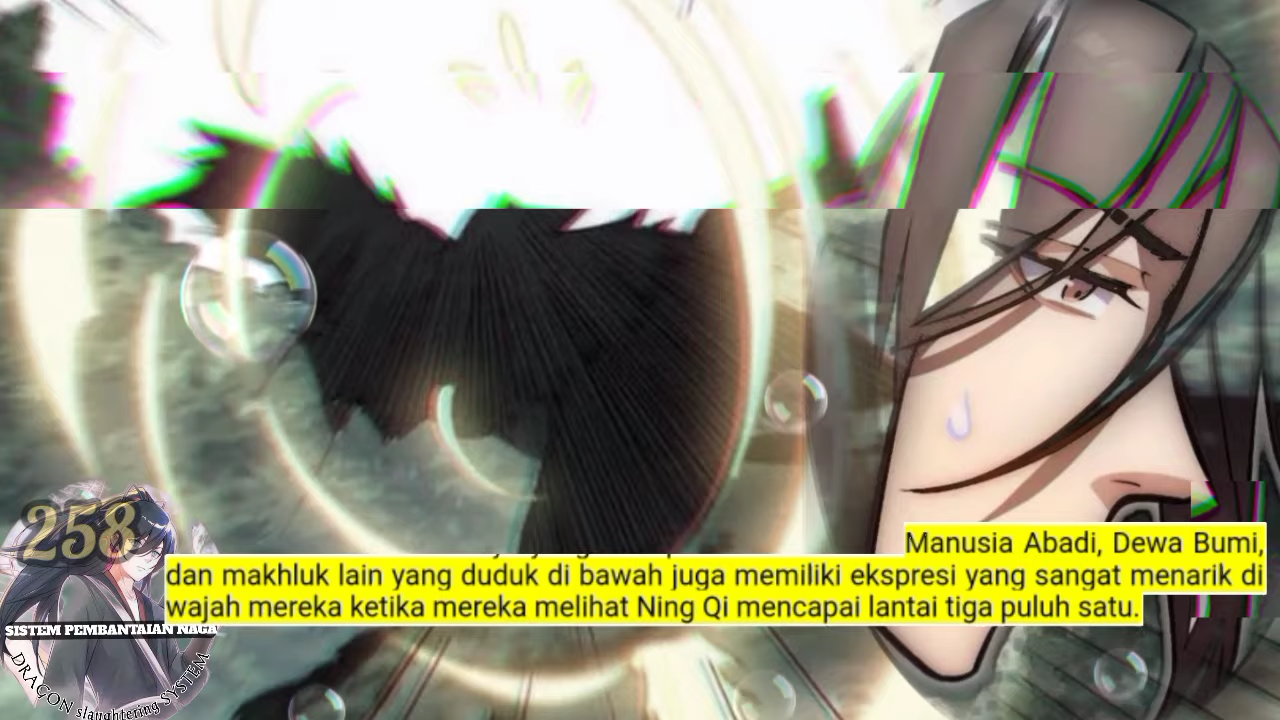 258
Manusia Abadi, Dewa Bumi,
dan makhluk lain yang duduk di bawah juga memiliki ekspresi yang sangat menarik di
wajah mereka ketika mereka melihat Ning Qi mencapai lantai tiga puluh satu.
SISTEM PEMBANTAIAN NAGA
DRAGON slaughtering SYSTEM